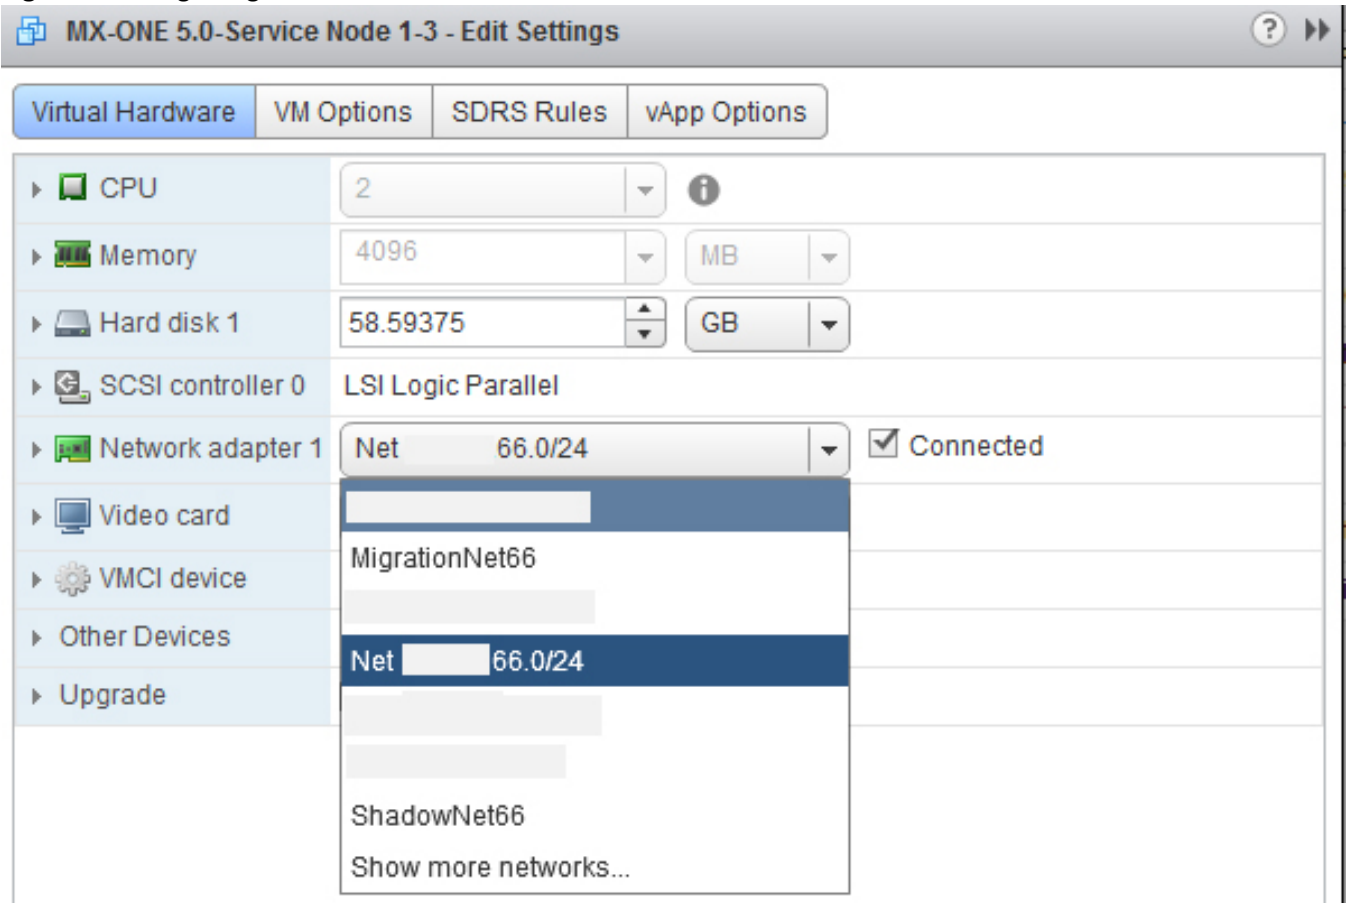 MX-ONE 5.0-Service Node 1-3 - Edit Settings
Virtual Hardware VM Options SDRS Rules vApp Options
CPU 2
Memory 4096 MB
Hard disk 1 58.59375 GB
SCSI controller 0 LSI Logic Parallel
Network adapter 1 Net 66.0/24 Connected
Video card
MigrationNet66
VMCI device
Other Devices
Net 66.0/24
Upgrade
ShadowNet66
Show more networks...